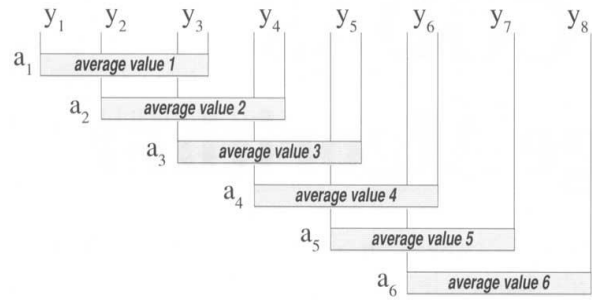 y1 y2 y3 y4 y5 y6 y7 y8
a1 average value 1
a2 average value 2
a3 average value 3
a4 average value 4
a5 average value 5
a6 average value 6